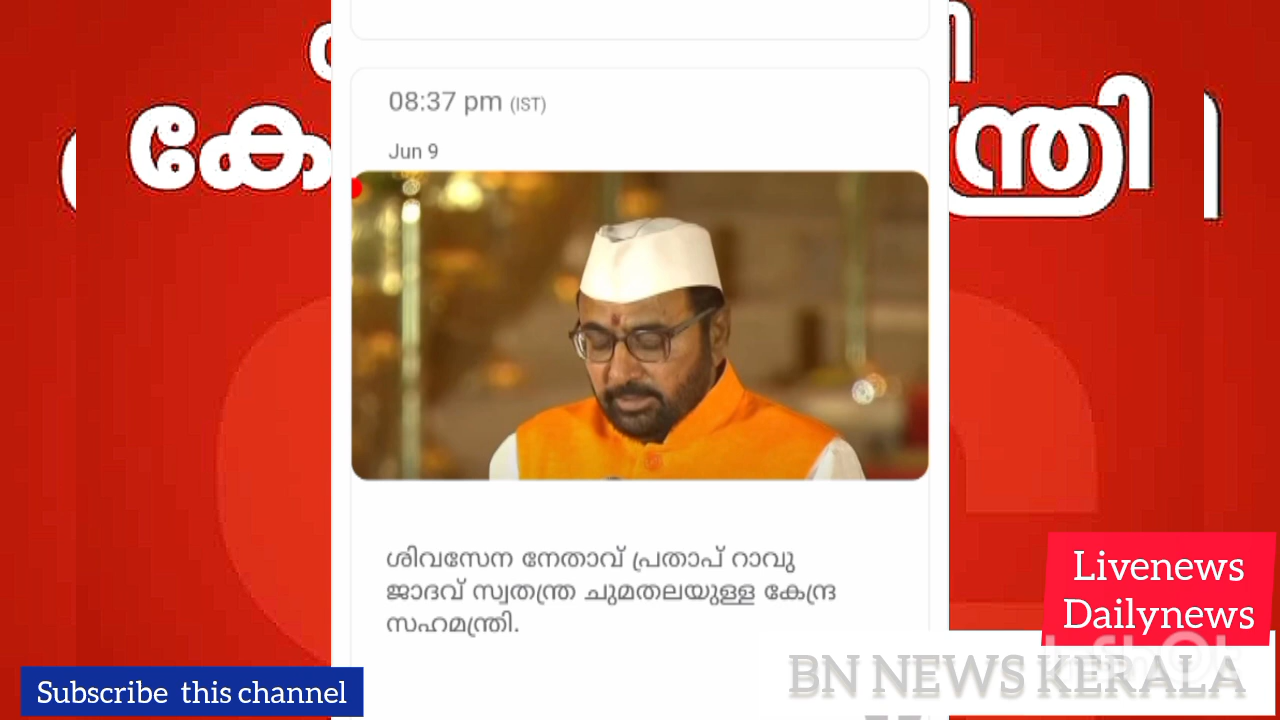 കേ
ന്ത്രി |
08:37 pm (IST)
Jun 9
ശിവസേന നേതാവ് പ്രതാപ് റാവു
ജാദവ് സ്വതന്ത്ര ചുമതലയുള്ള കേന്ദ്ര
സഹമന്ത്രി.
Livenews
Dailynews
BN NEWS KERALA
Subscribe this channel